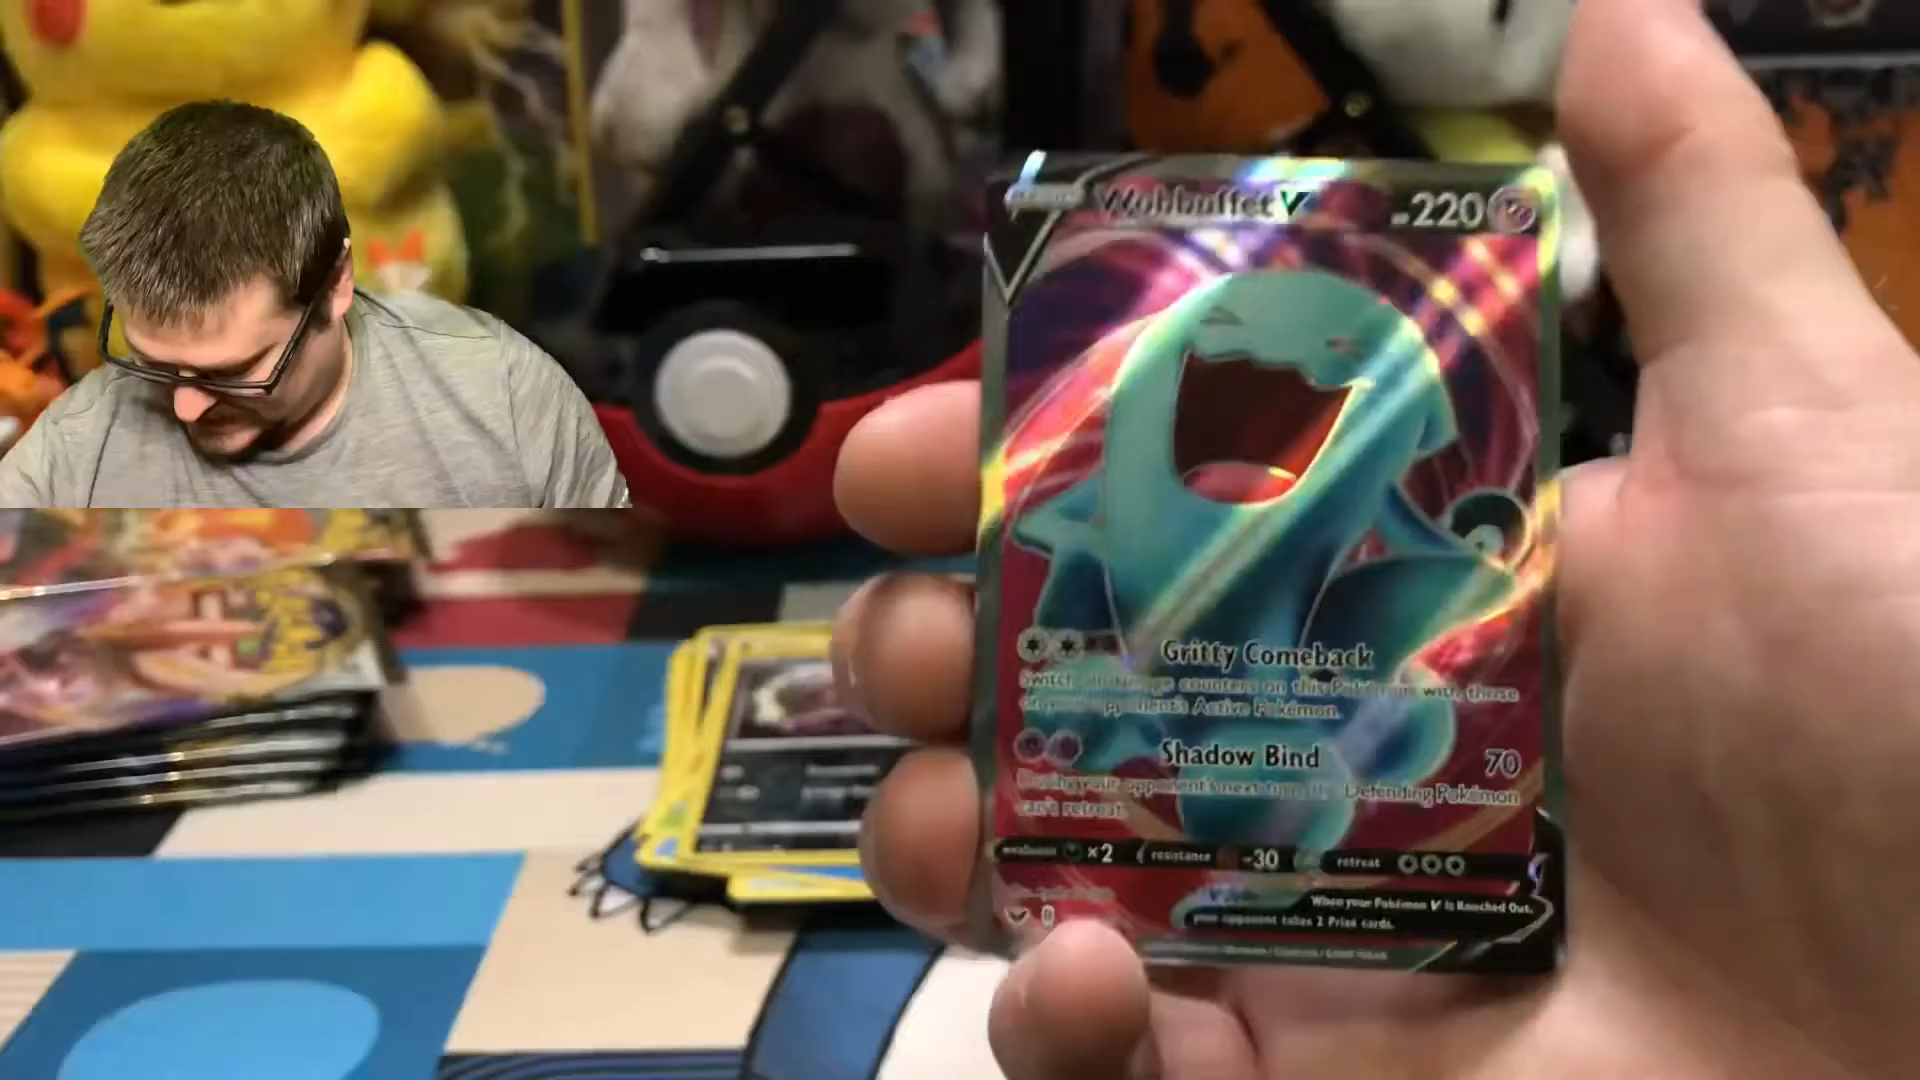 Wobbuffet V 220
Gritty Comeback
Switch all damage counters on this Pokémon with those
of your opponent's Active Pokémon.
Shadow Bind 70
During your opponent's next turn, the Defending Pokémon
can't retreat.
weakness ×2 resistance -30 retreat
V rule When your Pokémon V is Knocked Out,
your opponent takes 2 Prize cards.